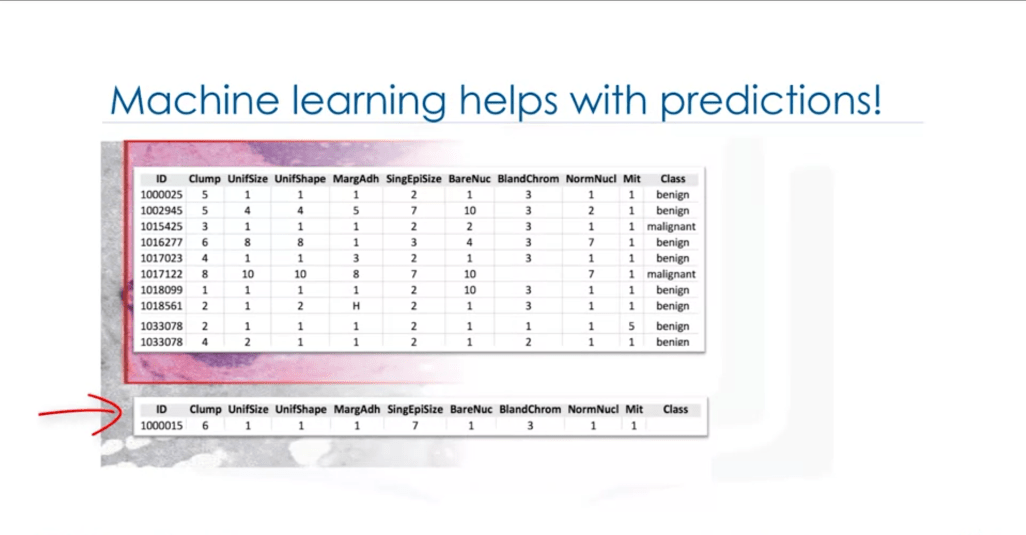 Machine learning helps with predictions!
ID Clump UnifSize UnifShape MargAdh SingEpiSize BareNuc BlandChrom NormNucl Mit Class
1000025 5 1 1 1 2 1 3 1 1 benign
1002945 5 4 4 5 7 10 3 2 1 benign
1015425 3 1 1 1 2 2 3 1 1 malignant
1016277 6 8 8 1 3 4 3 7 1 benign
1017023 4 1 1 3 2 1 3 1 1 benign
1017122 8 10 10 8 7 10 7 1 malignant
1018099 1 1 1 1 2 10 3 1 1 benign
1018561 2 1 2 H 2 1 3 1 1 benign
1033078 2 1 1 1 2 1 1 1 5 benign
1033078 4 2 1 1 2 1 2 1 1 benign
ID Clump UnifSize UnifShape MargAdh SingEpiSize BareNuc BlandChrom NormNucl Mit Class
1000015 6 1 1 1 7 1 3 1 1